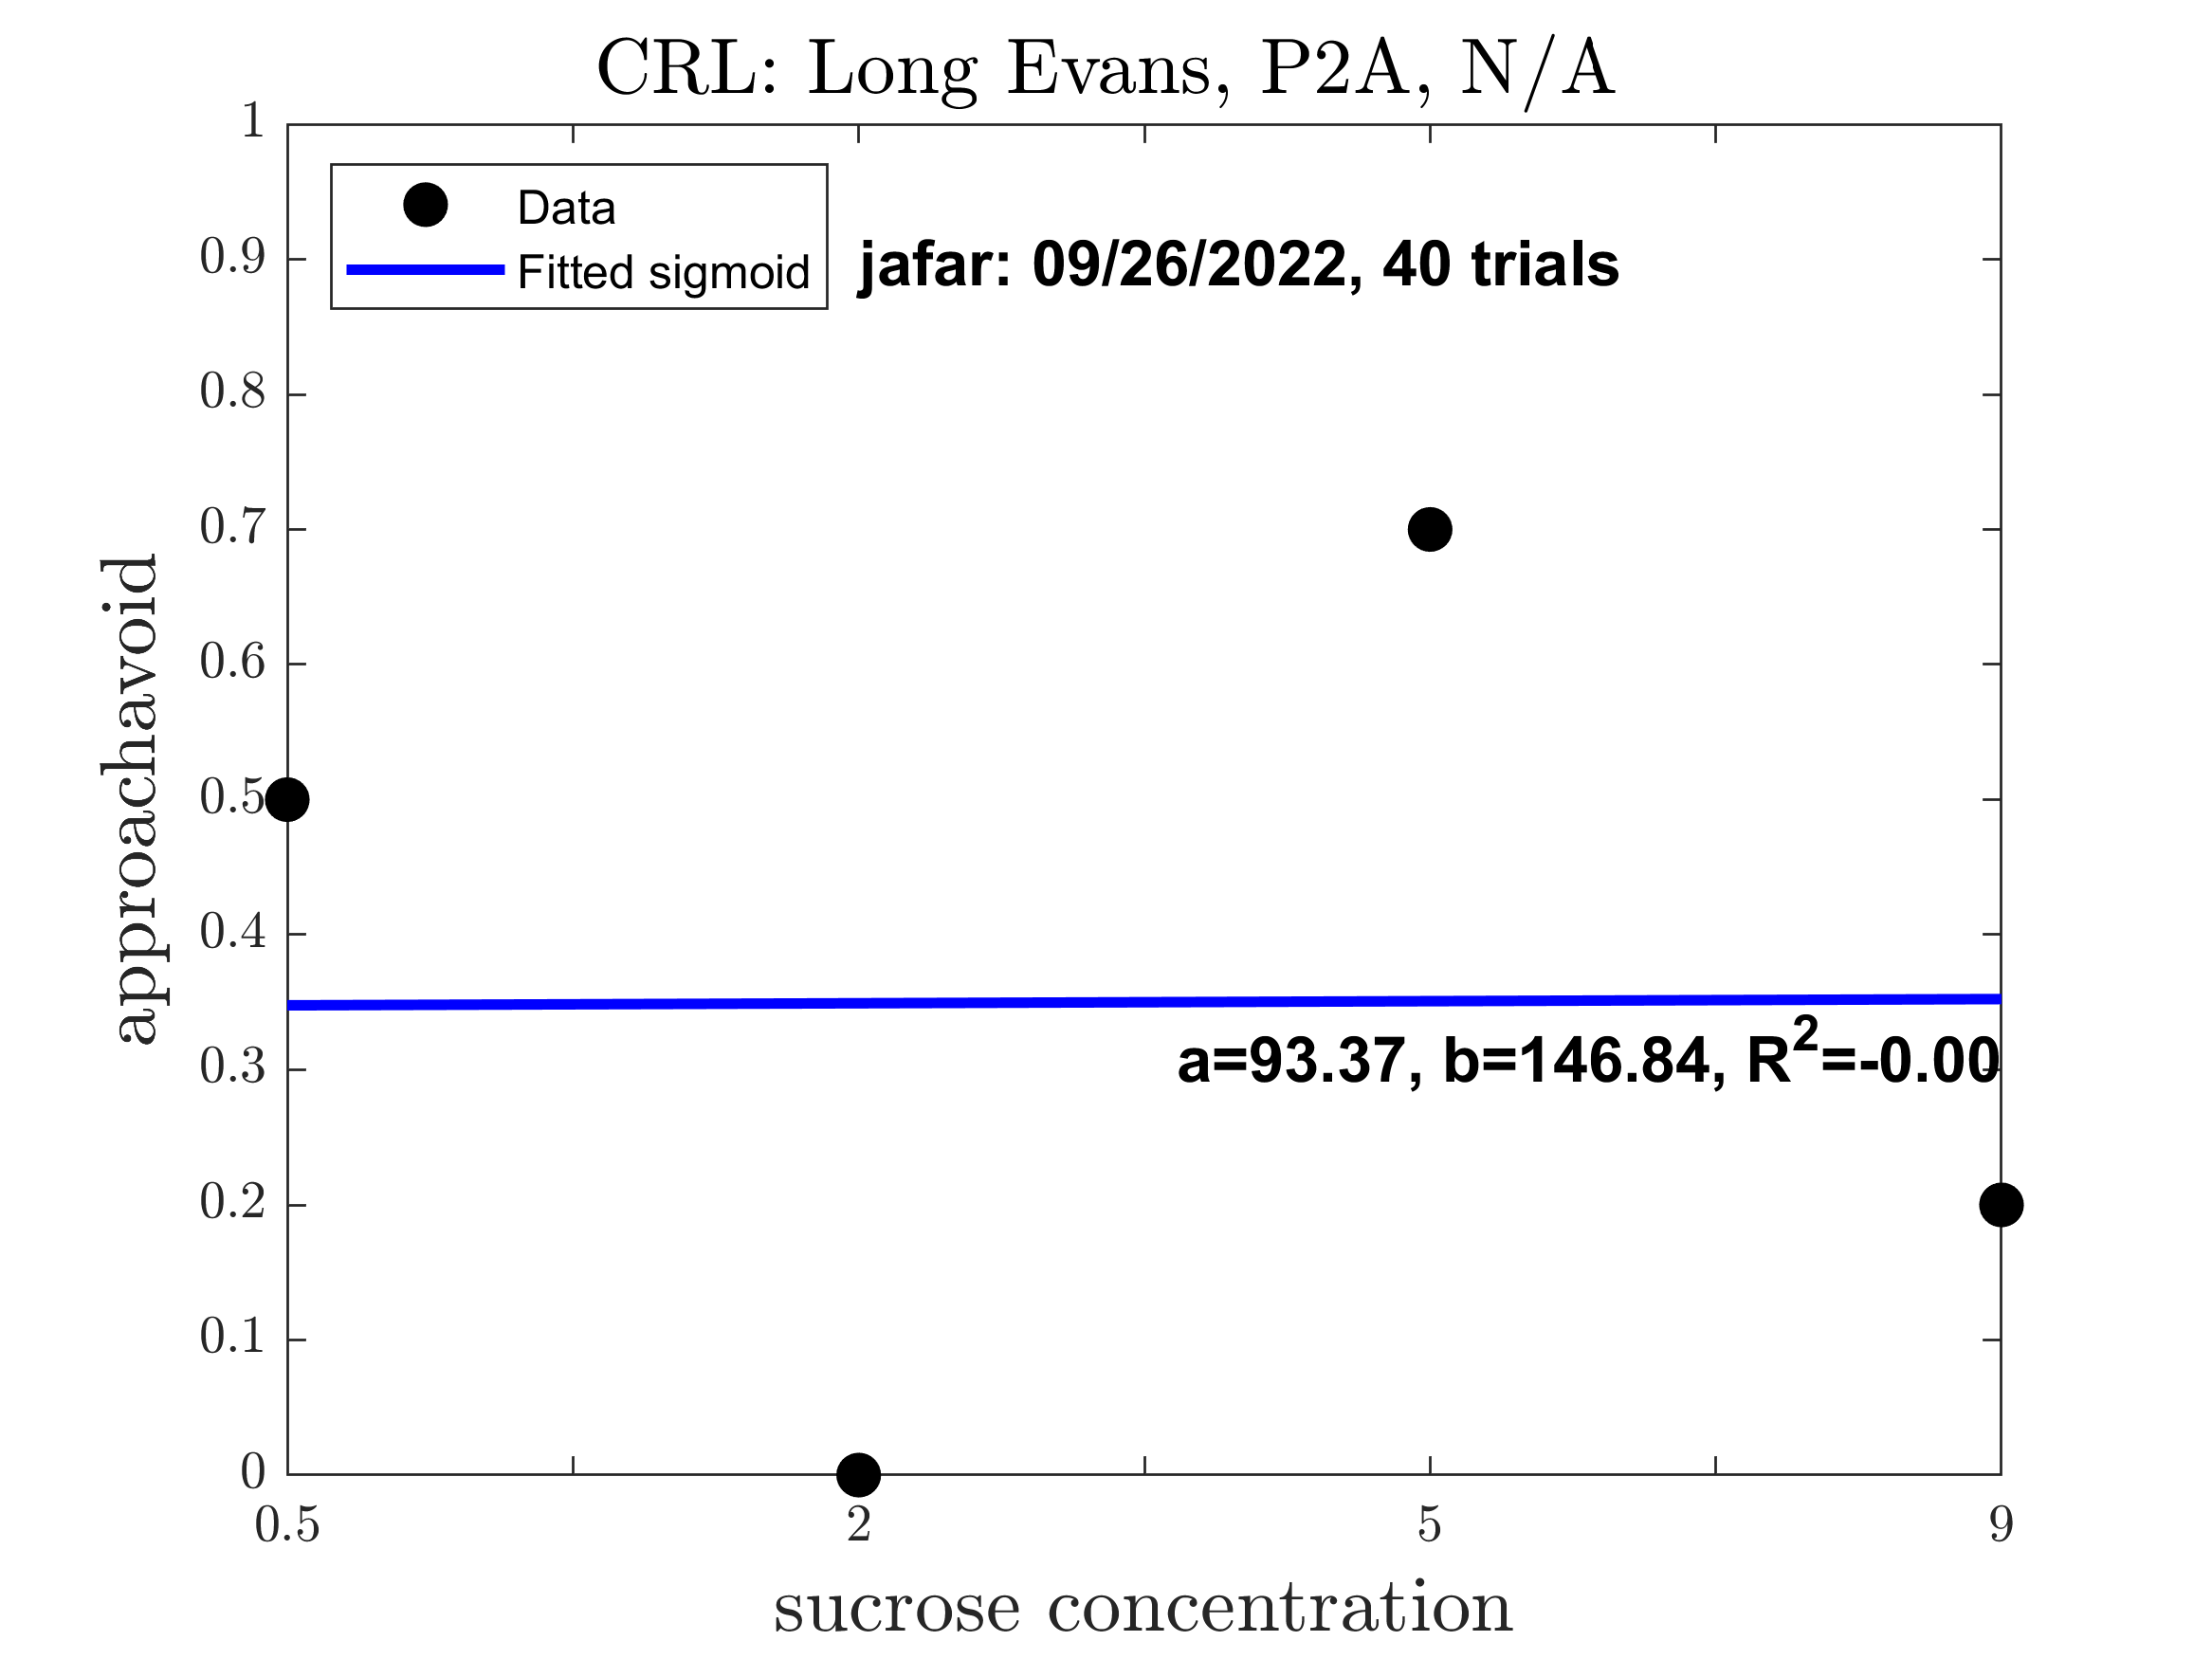 CRL: Long Evans, P2A, N/A
1
0.9
0.8
0.7
0.6
0.5
0.4
0.3
0.2
0.1
0
approachavoid
Data
Fitted sigmoid
jafar: 09/26/2022, 40 trials
a=93.37, b=146.84, R²=-0.00
0.5 2 5 9
sucrose concentration